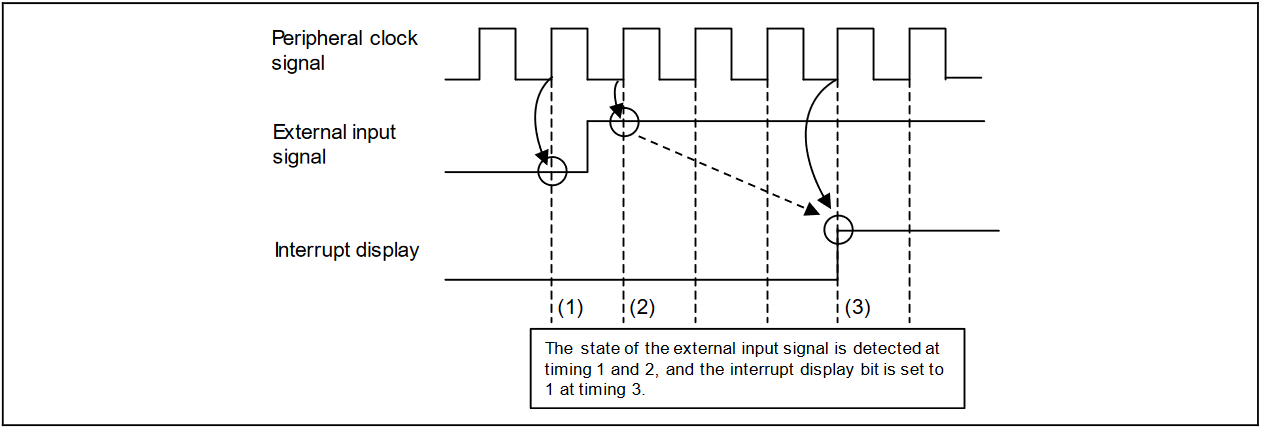 Peripheral clock
signal
External input
signal
Interrupt display
(1)
(2)
(3)
The state of the external input signal is detected at
timing 1 and 2, and the interrupt display bit is set to
1 at timing 3.